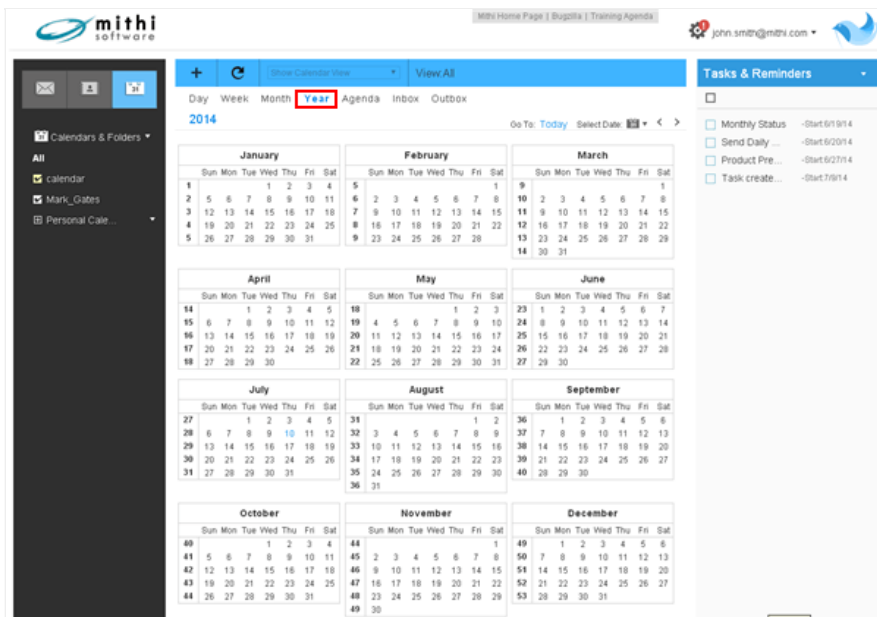 mithi
software
Mithi Home Page | Bugzilla | Training Agenda
john.smith@mithi.com
31
Calendars & Folders
All
calendar
Mark_Gates
Personal Cale...
+ Show Calendar View View All
Day Week Month Year Agenda Inbox Outbox
2014
Go To: Today Select Date: < >
January
Sun Mon Tue Wed Thu Fri Sat
1 1 2 3 4
2 5 6 7 8 9 10 11
3 12 13 14 15 16 17 18
4 19 20 21 22 23 24 25
5 26 27 28 29 30 31
February
Sun Mon Tue Wed Thu Fri Sat
5 1
6 2 3 4 5 6 7 8
7 9 10 11 12 13 14 15
8 16 17 18 19 20 21 22
9 23 24 25 26 27 28
March
Sun Mon Tue Wed Thu Fri Sat
9 1
10 2 3 4 5 6 7 8
11 9 10 11 12 13 14 15
12 16 17 18 19 20 21 22
13 23 24 25 26 27 28 29
14 30 31
April
Sun Mon Tue Wed Thu Fri Sat
14 1 2 3 4 5
15 6 7 8 9 10 11 12
16 13 14 15 16 17 18 19
17 20 21 22 23 24 25 26
18 27 28 29 30
May
Sun Mon Tue Wed Thu Fri Sat
18 1 2 3
19 4 5 6 7 8 9 10
20 11 12 13 14 15 16 17
21 18 19 20 21 22 23 24
22 25 26 27 28 29 30 31
June
Sun Mon Tue Wed Thu Fri Sat
23 1 2 3 4 5 6 7
24 8 9 10 11 12 13 14
25 15 16 17 18 19 20 21
26 22 23 24 25 26 27 28
27 29 30
July
Sun Mon Tue Wed Thu Fri Sat
27 1 2 3 4 5
28 6 7 8 9 10 11 12
29 13 14 15 16 17 18 19
30 20 21 22 23 24 25 26
31 27 28 29 30 31
August
Sun Mon Tue Wed Thu Fri Sat
31 1 2
32 3 4 5 6 7 8 9
33 10 11 12 13 14 15 16
34 17 18 19 20 21 22 23
35 24 25 26 27 28 29 30
36 31
September
Sun Mon Tue Wed Thu Fri Sat
36 1 2 3 4 5 6
37 7 8 9 10 11 12 13
38 14 15 16 17 18 19 20
39 21 22 23 24 25 26 27
40 28 29 30
October
Sun Mon Tue Wed Thu Fri Sat
40 1 2 3 4
41 5 6 7 8 9 10 11
42 12 13 14 15 16 17 18
43 19 20 21 22 23 24 25
44 26 27 28 29 30 31
November
Sun Mon Tue Wed Thu Fri Sat
44 1
45 2 3 4 5 6 7 8
46 9 10 11 12 13 14 15
47 16 17 18 19 20 21 22
48 23 24 25 26 27 28 29
49 30
December
Sun Mon Tue Wed Thu Fri Sat
49 1 2 3 4 5 6
50 7 8 9 10 11 12 13
51 14 15 16 17 18 19 20
52 21 22 23 24 25 26 27
53 28 29 30 31
Tasks & Reminders
Monthly Status -Start:6/19/14
Send Daily ... -Start:6/20/14
Product Pre... -Start:6/27/14
Task create... -Start:7/9/14